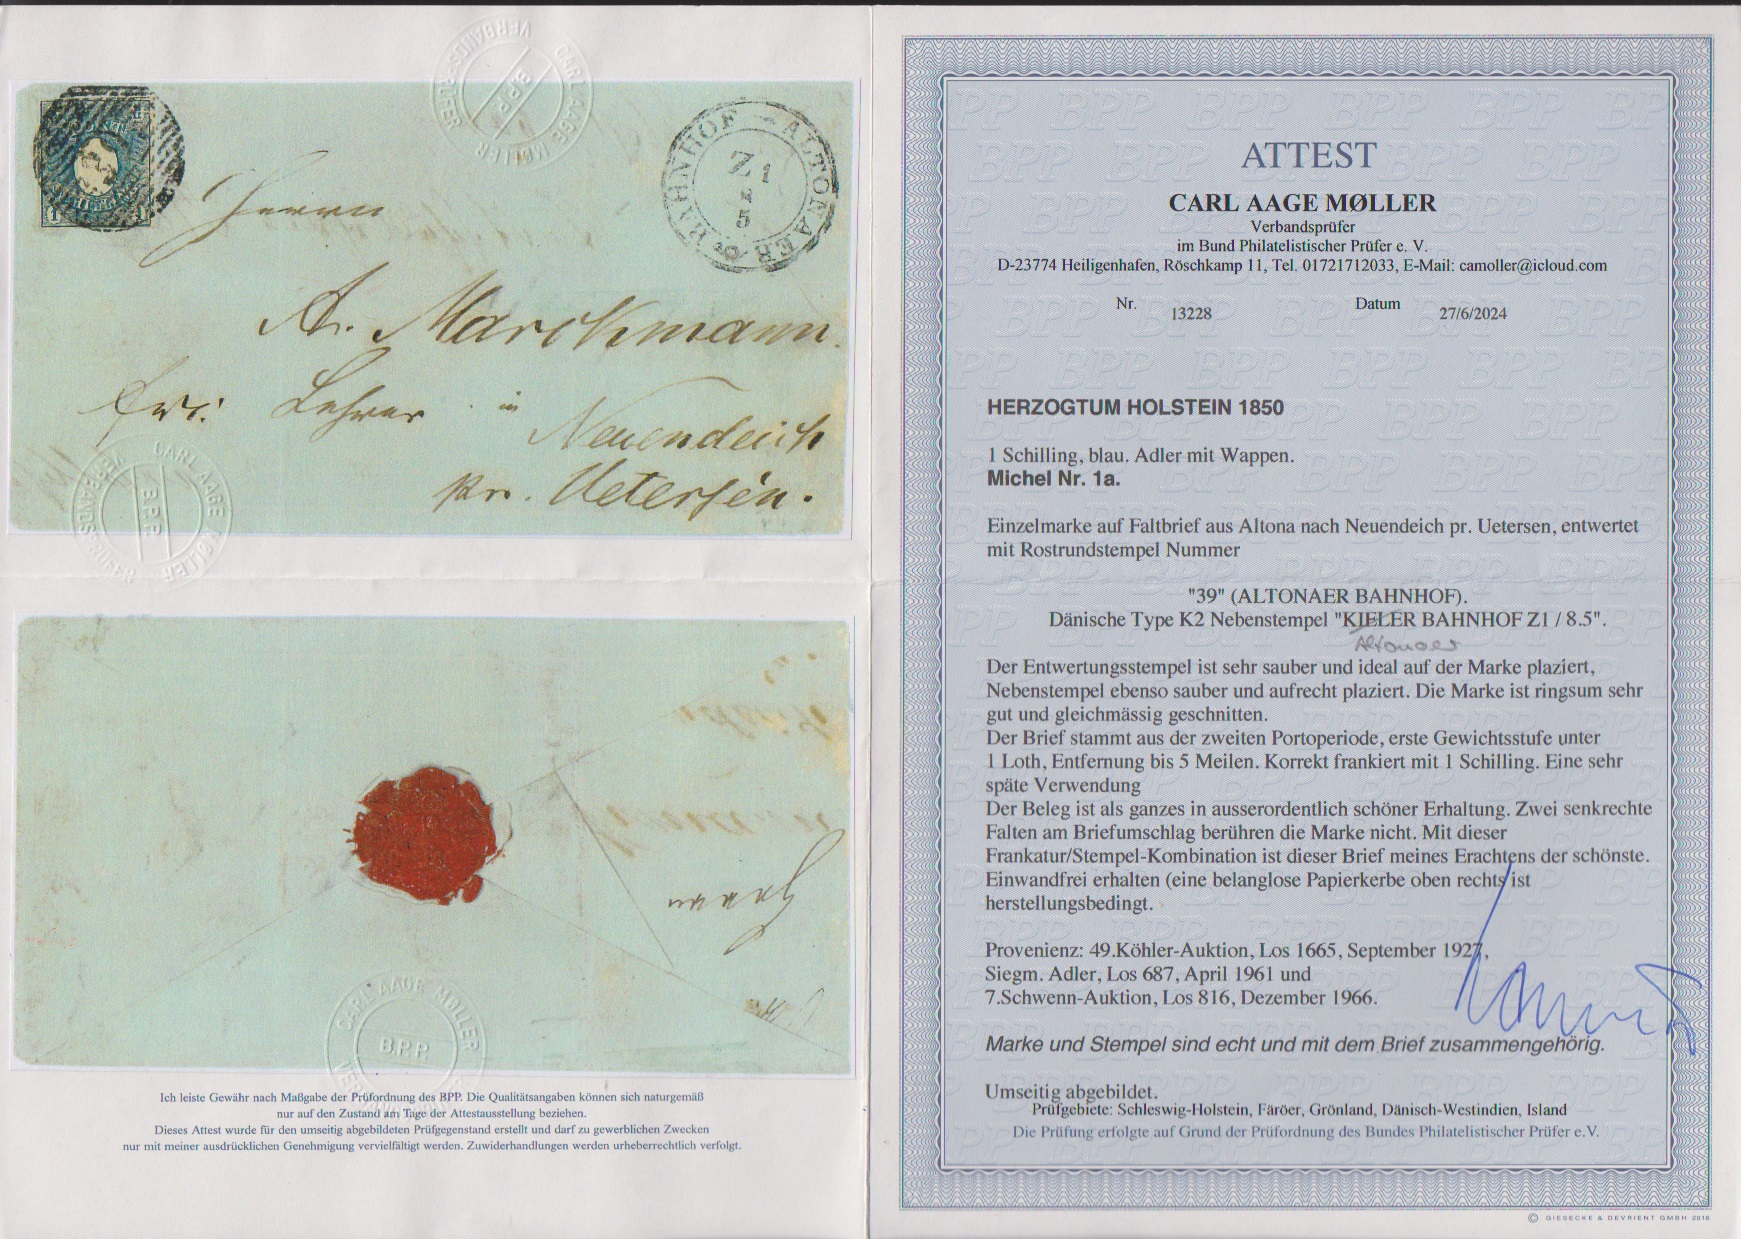 BAHNHOF ALTONAER
Z 1
5
Herrn
A. Marckmann
Lehrer in Neuendeich
pr. Uetersen.
CARL AAGE MØLLER
VERBANDSPRÜFER
BPP
Ich leiste Gewähr nach Maßgabe der Prüfordnung des BPP. Die Qualitätsangaben können sich naturgemäß
nur auf den Zustand am Tage der Attestausstellung beziehen.
Dieses Attest wurde für den umseitig abgebildeten Prüfgegenstand erstellt und darf zu gewerblichen Zwecken
nur mit meiner ausdrücklichen Genehmigung vervielfältigt werden. Zuwiderhandlungen werden urheberrechtlich verfolgt.
ATTEST
CARL AAGE MØLLER
Verbandsprüfer
im Bund Philatelistischer Prüfer e. V.
D-23774 Heiligenhafen, Röschkamp 11, Tel. 01721712033, E-Mail: camoller@icloud.com
Nr. 13228 Datum 27/6/2024
HERZOGTUM HOLSTEIN 1850
1 Schilling, blau. Adler mit Wappen.
Michel Nr. 1a.
Einzelmarke auf Faltbrief aus Altona nach Neuendeich pr. Uetersen, entwertet
mit Rostrundstempel Nummer
"39" (ALTONAER BAHNHOF).
Dänische Type K2 Nebenstempel "KIELER BAHNHOF Z1 / 8.5".
Altonaer
Der Entwertungsstempel ist sehr sauber und ideal auf der Marke plaziert,
Nebenstempel ebenso sauber und aufrecht plaziert. Die Marke ist ringsum sehr
gut und gleichmässig geschnitten.
Der Brief stammt aus der zweiten Portoperiode, erste Gewichtsstufe unter
1 Loth, Entfernung bis 5 Meilen. Korrekt frankiert mit 1 Schilling. Eine sehr
späte Verwendung
Der Beleg ist als ganzes in ausserordentlich schöner Erhaltung. Zwei senkrechte
Falten am Briefumschlag berühren die Marke nicht. Mit dieser
Frankatur/Stempel-Kombination ist dieser Brief meines Erachtens der schönste.
Einwandfrei erhalten (eine belanglose Papierkerbe oben rechts ist
herstellungsbedingt.
Provenienz: 49.Köhler-Auktion, Los 1665, September 1927,
Siegm. Adler, Los 687, April 1961 und
7.Schwenn-Auktion, Los 816, Dezember 1966.
Marke und Stempel sind echt und mit dem Brief zusammengehörig.
Umseitig abgebildet.
Prüfgebiete: Schleswig-Holstein, Färöer, Grönland, Dänisch-Westindien, Island
Die Prüfung erfolgte auf Grund der Prüfordnung des Bundes Philatelistischer Prüfer e.V.
© GIESECKE & DEVRIENT GMBH 2016